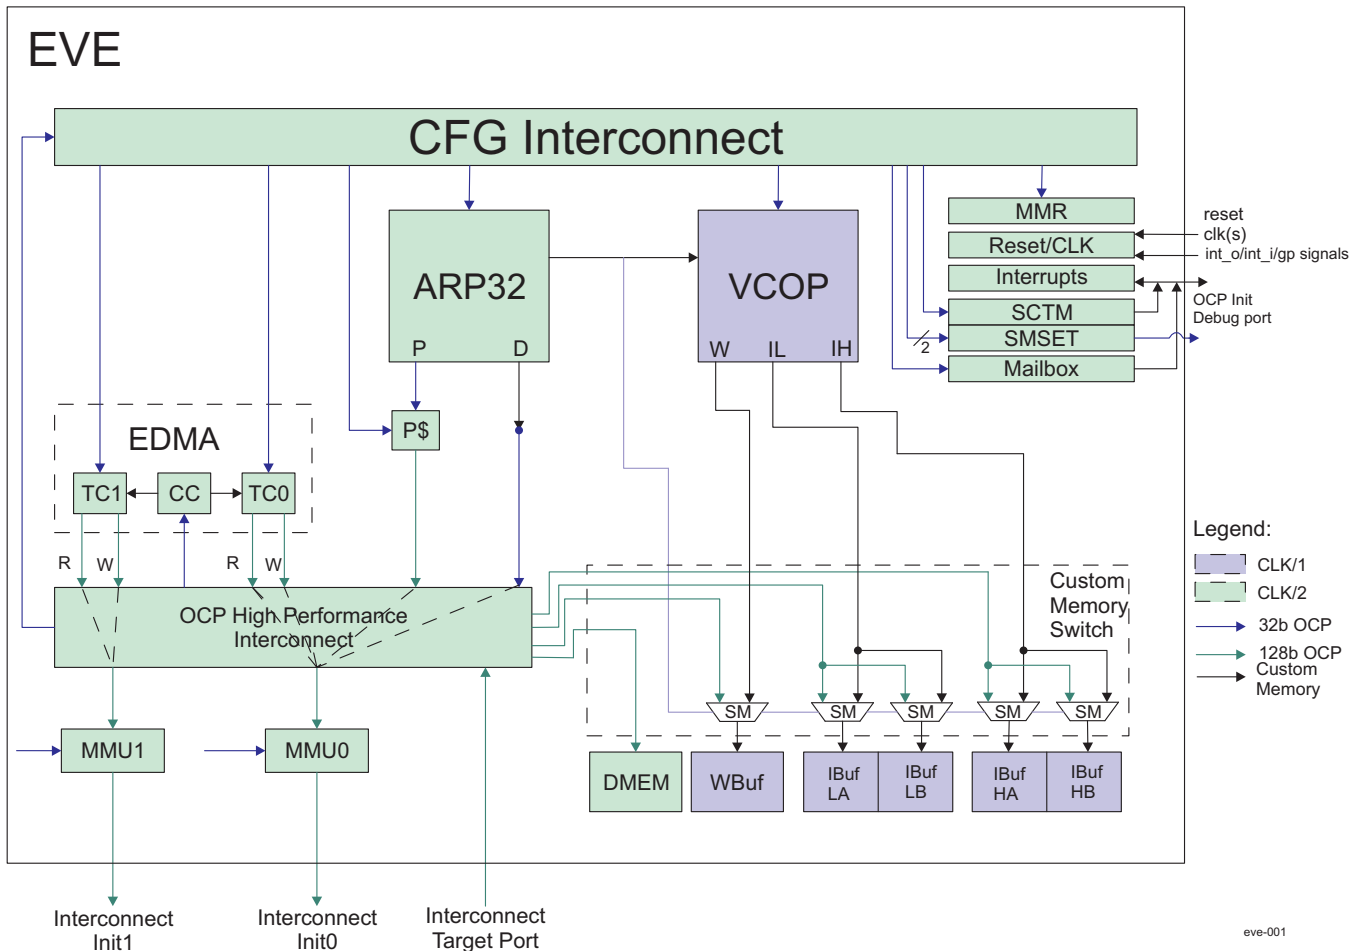 EVE
CFG Interconnect
ARP32
P
D
VCOP
W
IL
IH
MMR
Reset/CLK
Interrupts
SCTM
SMSET
Mailbox
2
reset
clk(s)
int_o/int_i/gp signals
OCP Init
Debug port
P$
EDMA
TC1
CC
TC0
R
W
R
W
OCP High Performance
Interconnect
Custom
Memory
Switch
SM
SM
SM
SM
SM
MMU1
MMU0
DMEM
WBuf
IBuf
LA
IBuf
LB
IBuf
HA
IBuf
HB
Legend:
CLK/1
CLK/2
32b OCP
128b OCP
Custom
Memory
Interconnect
Init1
Interconnect
Init0
Interconnect
Target Port
eve-001